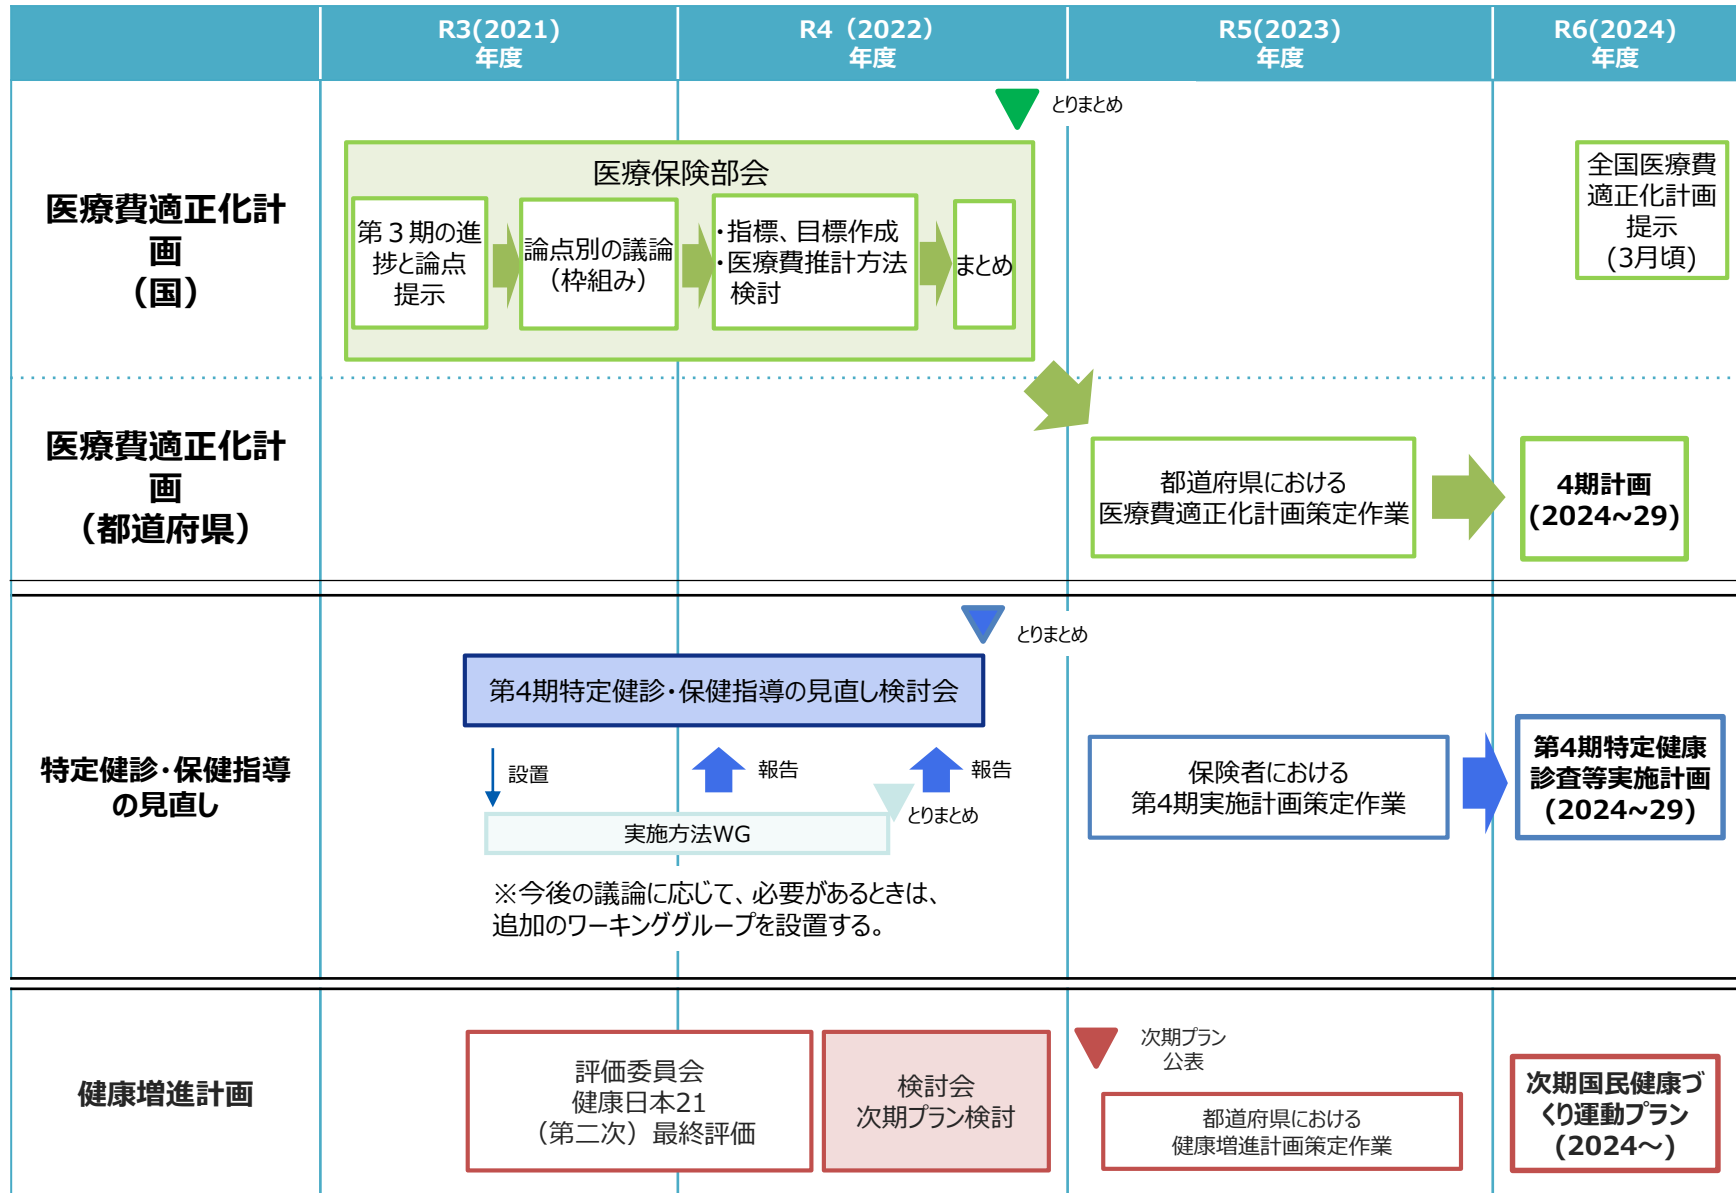 R3(2021)
年度
R4（2022）
年度
R5(2023)
年度
R6(2024)
年度
医療費適正化計
画
（国）
とりまとめ
医療保険部会
第３期の進
捗と論点
提示
論点別の議論
（枠組み）
・指標、目標作成
・医療費推計方法
検討
まとめ
全国医療費
適正化計画
提示
(3月頃)
医療費適正化計
画
（都道府県）
都道府県における
医療費適正化計画策定作業
4期計画
(2024~29)
特定健診・保健指導
の見直し
とりまとめ
第4期特定健診・保健指導の見直し検討会
設置
報告
報告
とりまとめ
実施方法WG
※今後の議論に応じて、必要があるときは、
追加のワーキンググループを設置する。
保険者における
第4期実施計画策定作業
第4期特定健康
診査等実施計画
(2024~29)
健康増進計画
評価委員会
健康日本21
（第二次）最終評価
検討会
次期プラン検討
次期プラン
公表
都道府県における
健康増進計画策定作業
次期国民健康づ
くり運動プラン
(2024～)